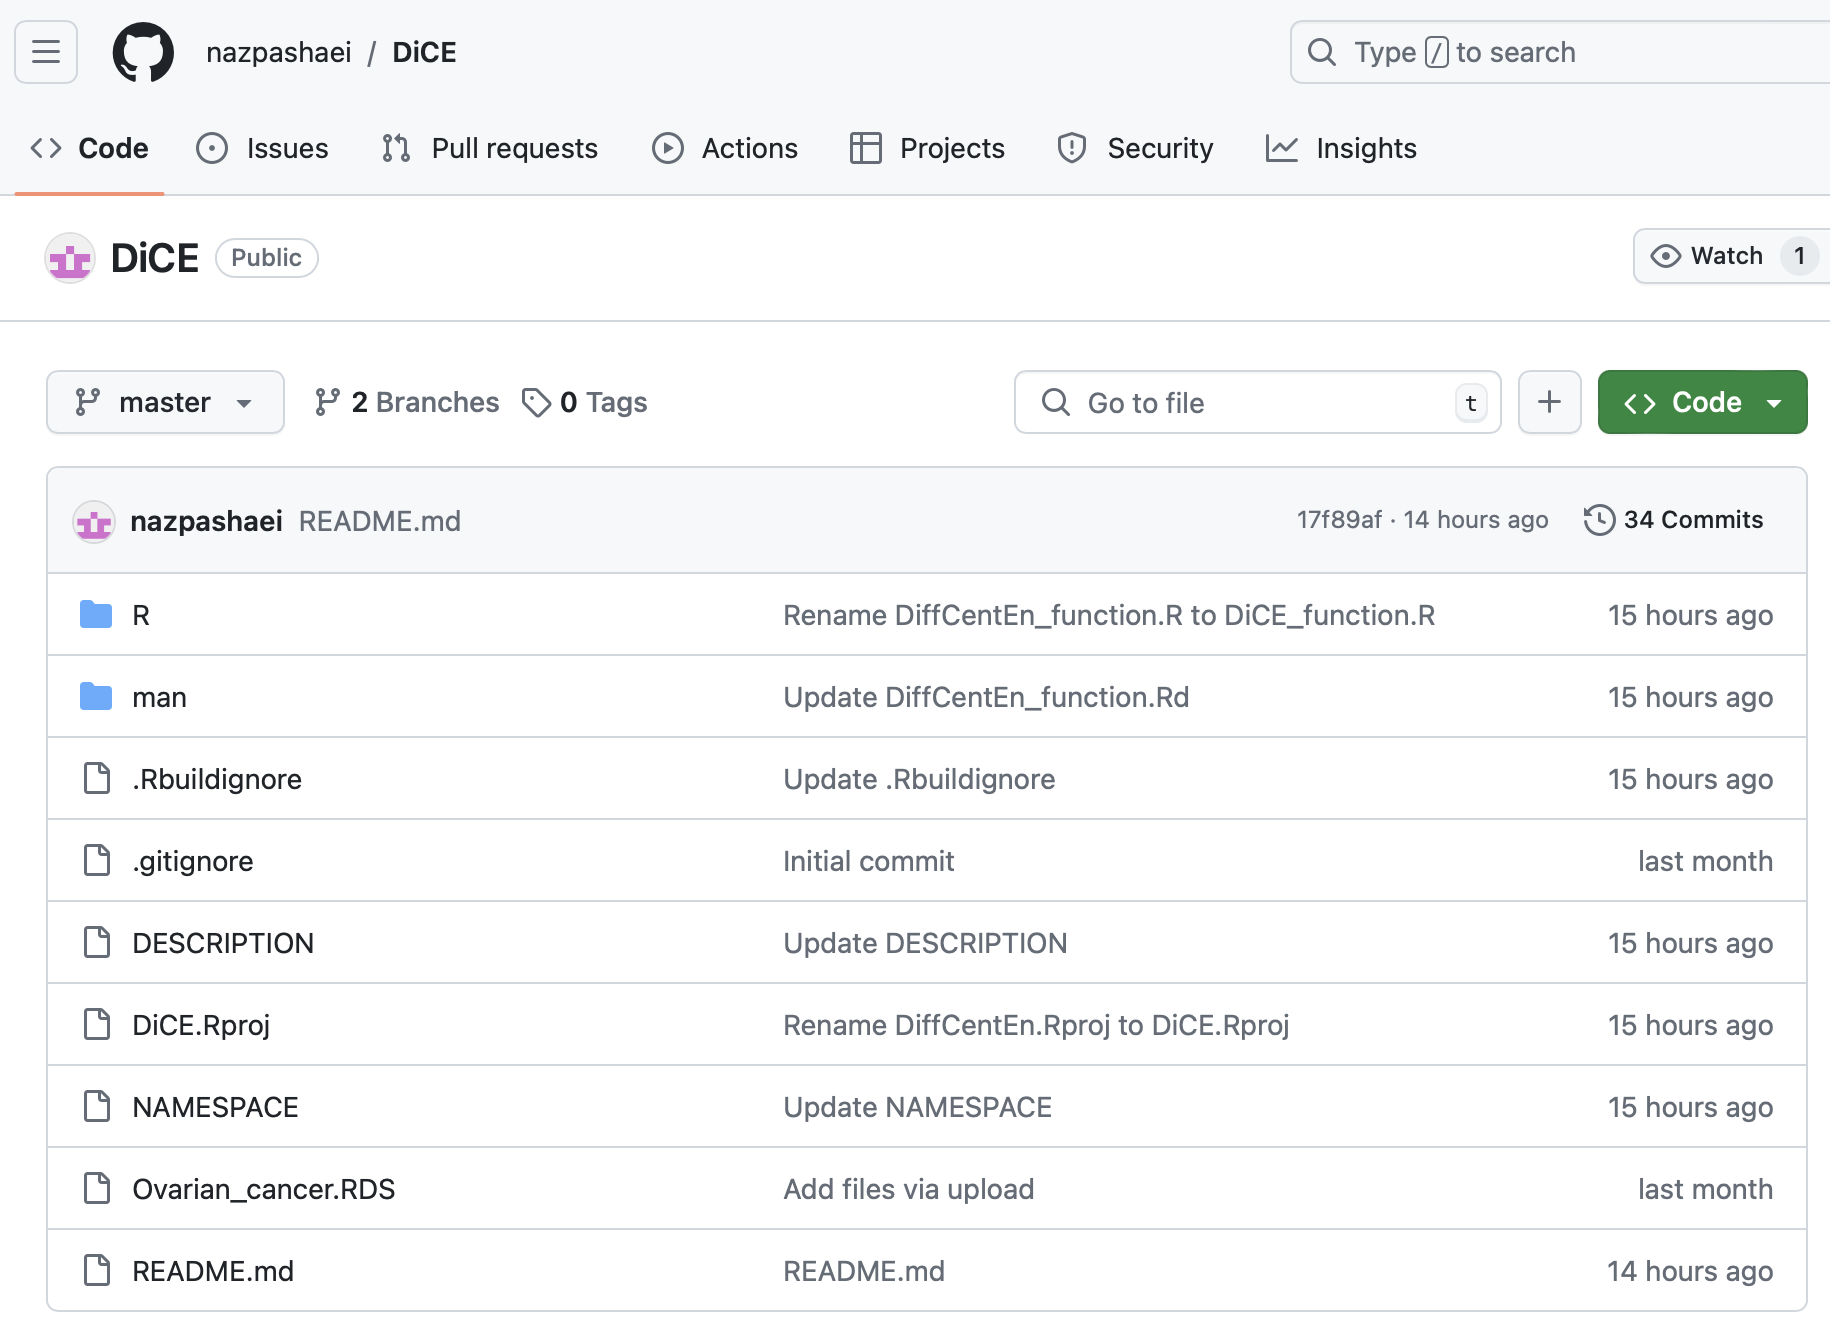 nazpashaei / DiCE
Type / to search
Code Issues Pull requests Actions Projects Security Insights
DiCE Public
Watch 1
master 2 Branches 0 Tags
Go to file t
Code
nazpashaei README.md 17f89af · 14 hours ago 34 Commits
R Rename DiffCentEn_function.R to DiCE_function.R 15 hours ago
man Update DiffCentEn_function.Rd 15 hours ago
.Rbuildignore Update .Rbuildignore 15 hours ago
.gitignore Initial commit last month
DESCRIPTION Update DESCRIPTION 15 hours ago
DiCE.Rproj Rename DiffCentEn.Rproj to DiCE.Rproj 15 hours ago
NAMESPACE Update NAMESPACE 15 hours ago
Ovarian_cancer.RDS Add files via upload last month
README.md README.md 14 hours ago